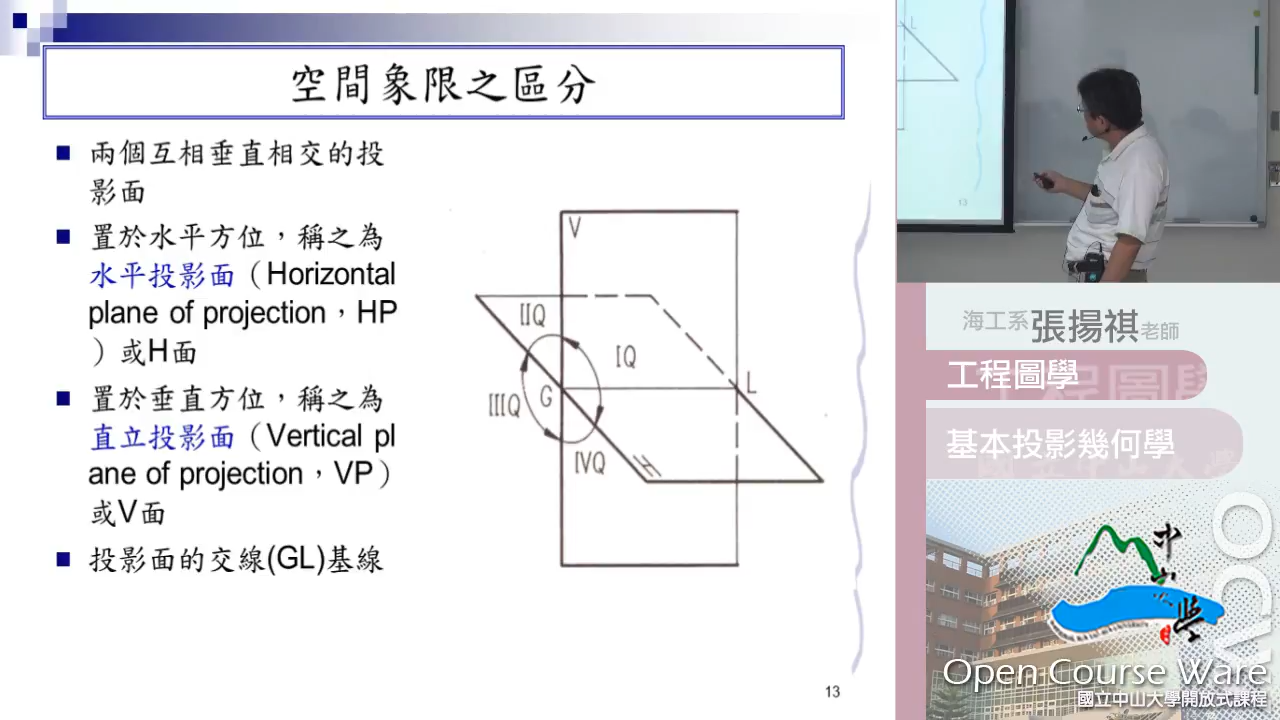 空間象限之區分
兩個互相垂直相交的投
影面
置於水平方位，稱之為
水平投影面（Horizontal
plane of projection，HP
）或H面
置於垂直方位，稱之為
直立投影面（Vertical pl
ane of projection，VP）
或V面
投影面的交線(GL)基線
V
IIQ
IQ
G
L
IIIQ
IVQ
H
13
L
13
海工系張揚祺老師
工程圖學
基本投影幾何學
中山大學
OCW
Open Course Ware
國立中山大學開放式課程